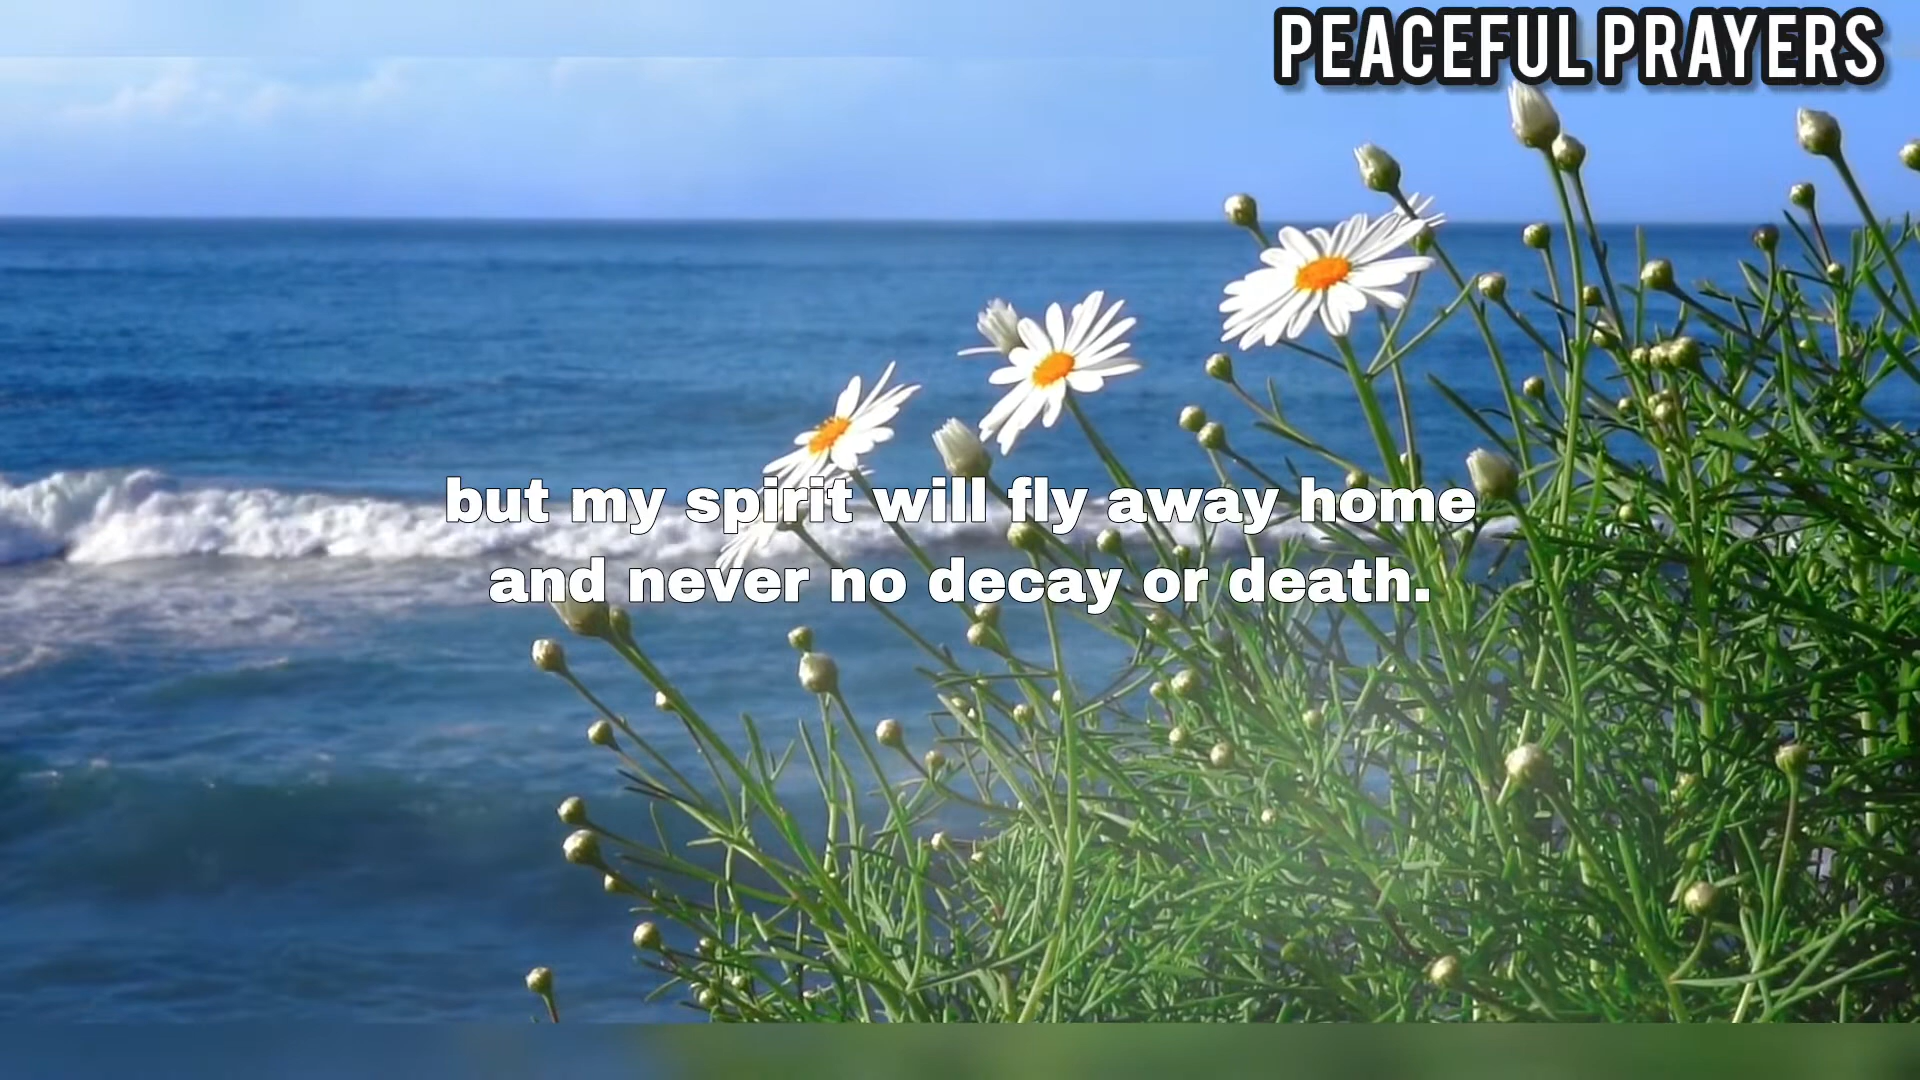 PEACEFUL PRAYERS
but my spirit will fly away home
and never no decay or death.